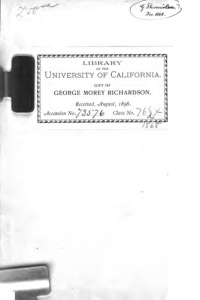 LIBRARY
OF THE
UNIVERSITY OF CALIFORNIA.
GIFT OF
GEORGE MOREY RICHARDSON.
Received, August, 1898.
Accession No. 73576 Class No.